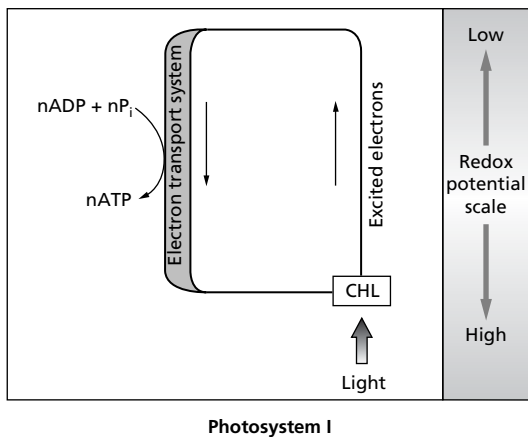 nADP + nPi
nATP
Electron transport system
Excited electrons
CHL
Light
Low
Redox
potential
scale
High
Photosystem I